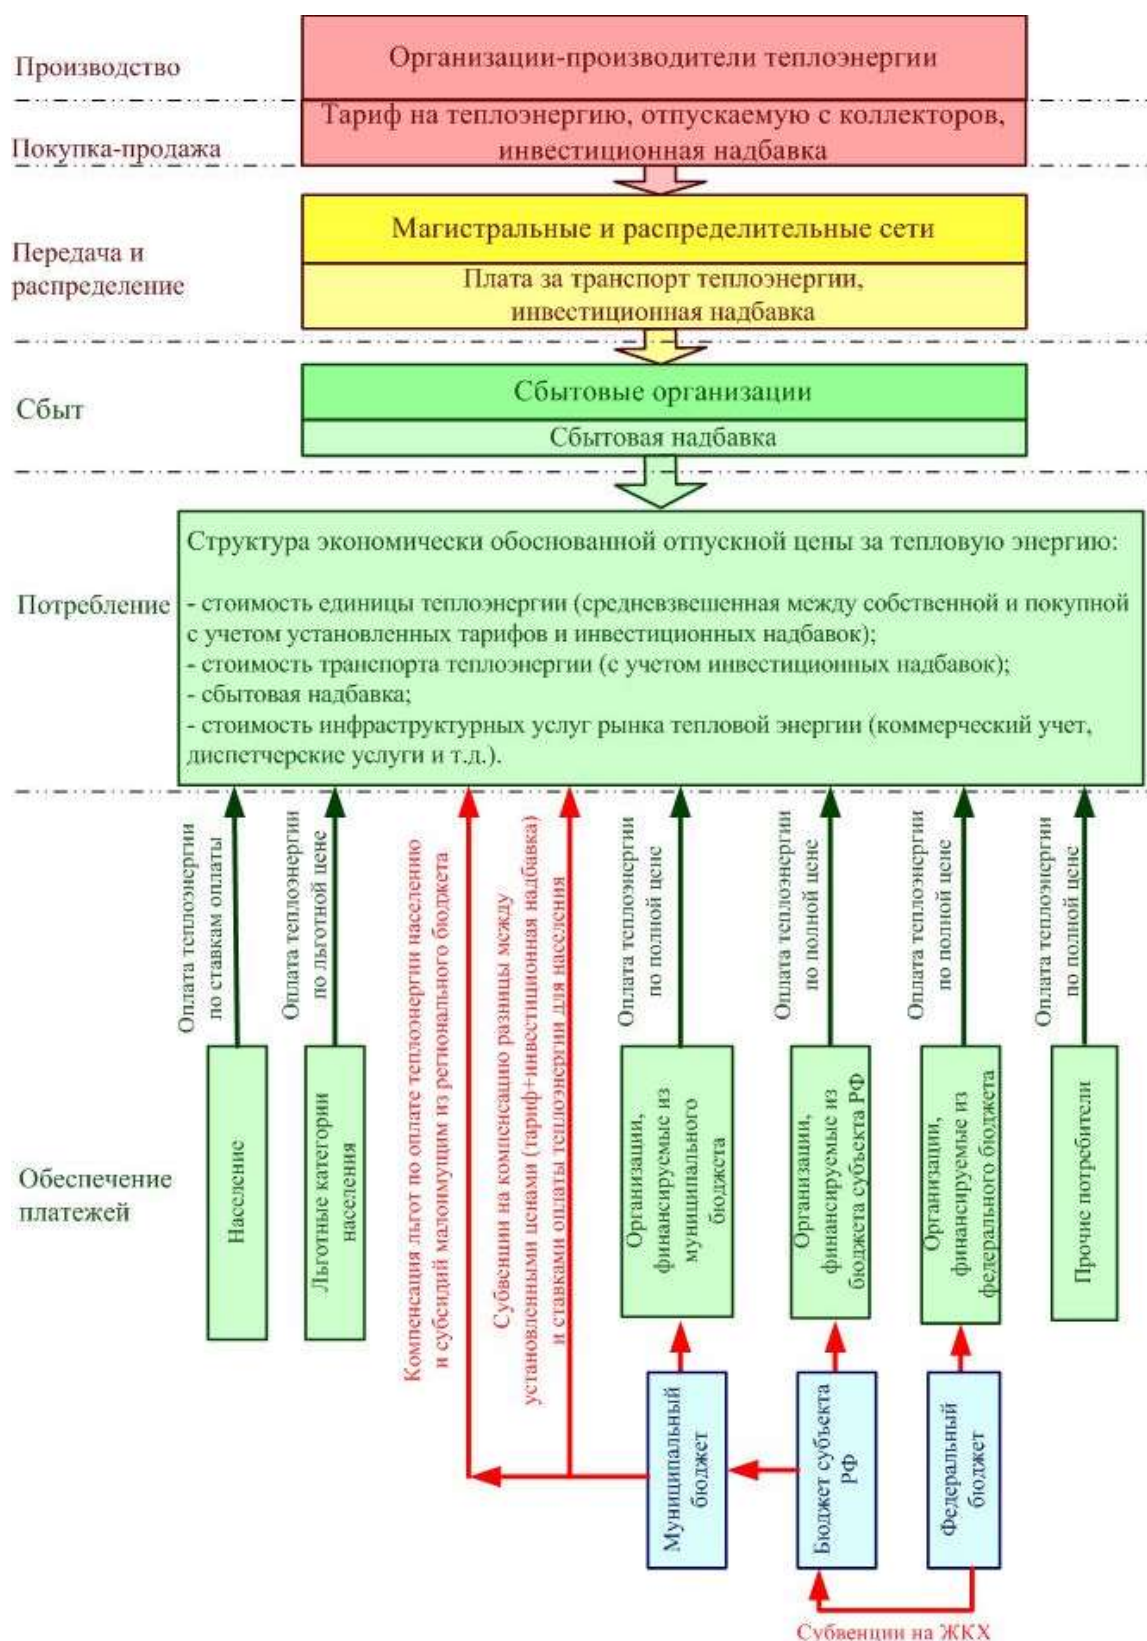 Производство
Организации-производители теплоэнергии
Покупка-продажа
Тариф на теплоэнергию, отпускаемую с коллекторов,
инвестиционная надбавка
Передача и
распределение
Магистральные и распределительные сети
Плата за транспорт теплоэнергии,
инвестиционная надбавка
Сбыт
Сбытовые организации
Сбытовая надбавка
Потребление
Структура экономически обоснованной отпускной цены за тепловую энергию:
- стоимость единицы теплоэнергии (средневзвешенная между собственной и покупной
с учетом установленных тарифов и инвестиционных надбавок);
- стоимость транспорта теплоэнергии (с учетом инвестиционных надбавок);
- сбытовая надбавка;
- стоимость инфраструктурных услуг рынка тепловой энергии (коммерческий учет,
диспетчерские услуги и т.д.).
Оплата теплоэнергии
по ставкам оплаты
Оплата теплоэнергии
по льготной цене
Компенсация льгот по оплате теплоэнергии населению
и субсидий малоимущим из регионального бюджета
Субвенции на компенсацию разницы между
установленными ценами (тариф+инвестиционная надбавка)
и ставками оплаты теплоэнергии для населения
Оплата теплоэнергии
по полной цене
Оплата теплоэнергии
по полной цене
Оплата теплоэнергии
по полной цене
Оплата теплоэнергии
по полной цене
Обеспечение
платежей
Население
Льготные категории
населения
Организации,
финансируемые из
муниципального
бюджета
Организации,
финансируемые из
бюджета субъекта РФ
Организации,
финансируемые из
федерального бюджета
Прочие потребители
Муниципальный
бюджет
Бюджет субъекта
РФ
Федеральный
бюджет
Субвенции на ЖКХ